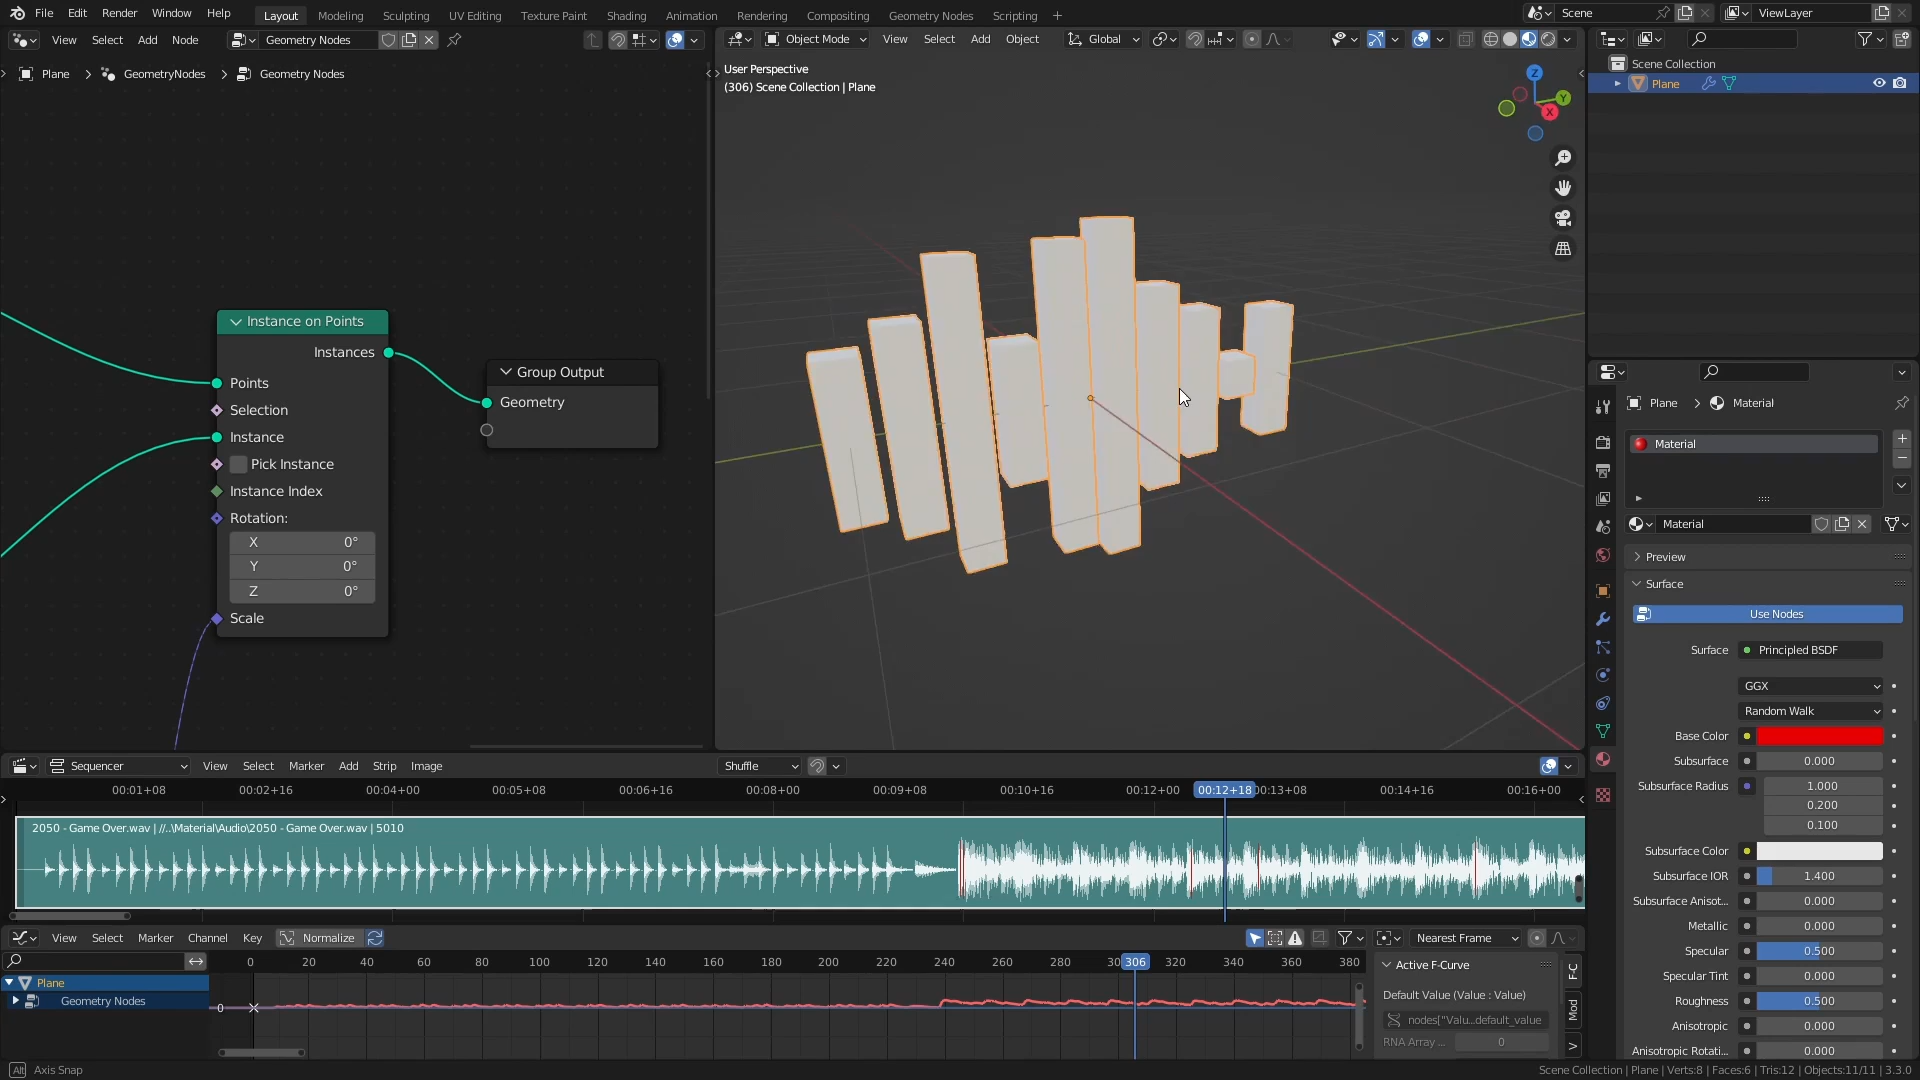 File Edit Render Window Help Layout Modeling Sculpting UV Editing Texture Paint Shading Animation Rendering Compositing Geometry Nodes Scripting + Scene ViewLayer
View Select Add Node Geometry Nodes Object Mode View Select Add Object Global
Plane > GeometryNodes > Geometry Nodes
User Perspective
(306) Scene Collection | Plane
Z
Y
X
Scene Collection
Plane
Instance on Points
Instances
Points
Selection
Instance
Pick Instance
Instance Index
Rotation:
X 0°
Y 0°
Z 0°
Scale
Group Output
Geometry
Plane > Material
Material
Material
Preview
Surface
Use Nodes
Surface Principled BSDF
GGX
Random Walk
Base Color
Subsurface 0.000
Subsurface Radius 1.000
0.200
0.100
Subsurface Color
Subsurface IOR 1.400
Subsurface Anisot... 0.000
Metallic 0.000
Specular 0.500
Specular Tint 0.000
Roughness 0.500
Anisotropic 0.000
Anisotropic Rotati... 0.000
Sequencer View Select Marker Add Strip Image Shuffle
00:01+08 00:02+16 00:04+00 00:05+08 00:06+16 00:08+00 00:09+08 00:10+16 00:12+00 00:12+18 00:13+08 00:14+16 00:16+00
2050 - Game Over.wav | //..\Material\Audio\2050 - Game Over.wav | 5010
View Select Marker Channel Key Normalize Nearest Frame
0 20 40 60 80 100 120 140 160 180 200 220 240 260 280 30 306 320 340 360 380
Plane
Geometry Nodes
0
Active F-Curve
Default Value (Value : Value)
nodes["Valu...default_value
RNA Array ... 0
F-C
Mod
V
Alt Axis Snap
Scene Collection | Plane | Verts:8 | Faces:6 | Tris:12 | Objects:11/11 | 3.3.0